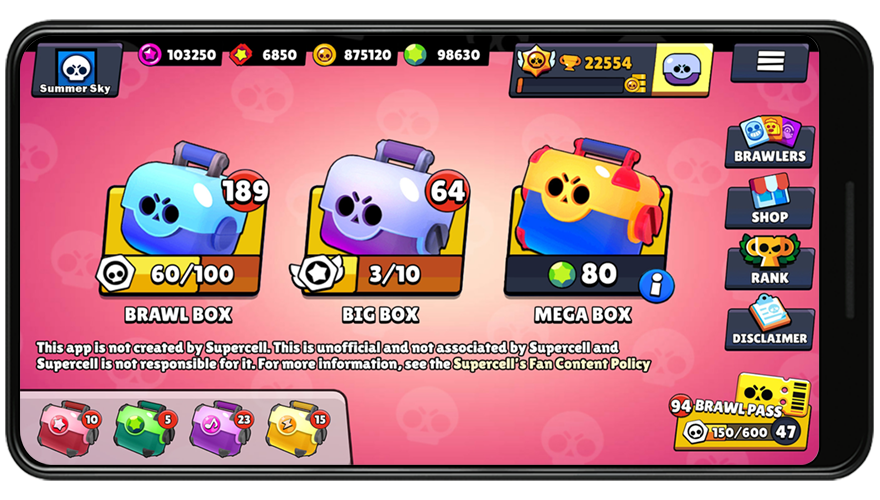 Summer Sky
103250
6850
875120
98630
22554
BRAWLERS
SHOP
RANK
DISCLAIMER
189
60/100
BRAWL BOX
64
3/10
BIG BOX
80
i
MEGA BOX
This app is not created by Supercell. This is unofficial and not associated by Supercell and
Supercell is not responsible for it. For more information, see the Supercell's Fan Content Policy
10
5
23
15
94 BRAWL PASS
150/600
47